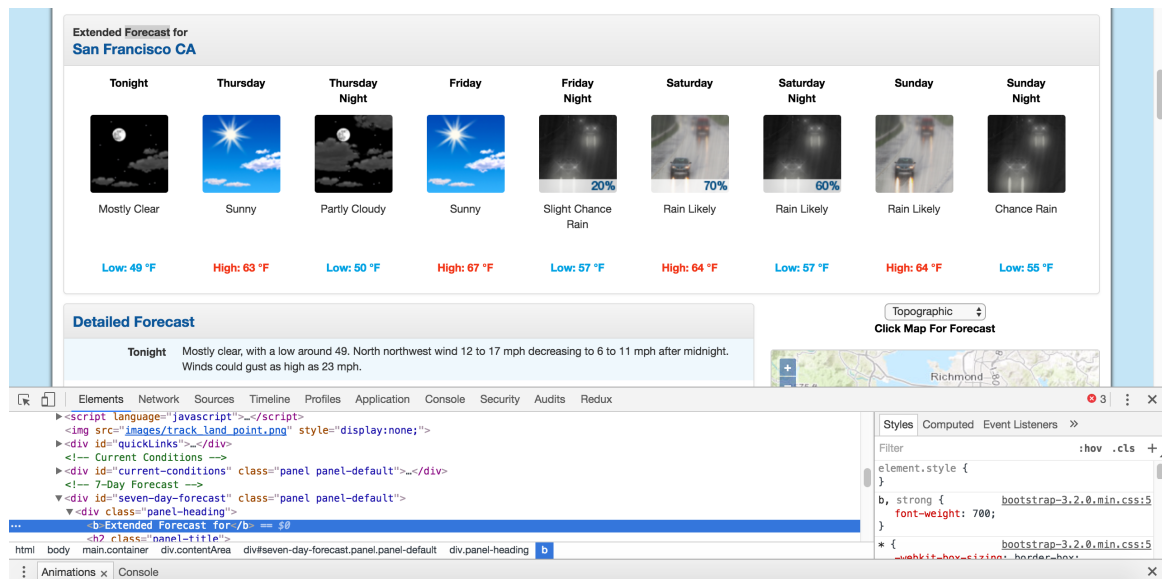 Extended Forecast for
San Francisco CA
Tonight
Thursday
Thursday
Night
Friday
Friday
Night
Saturday
Saturday
Night
Sunday
Sunday
Night
20%
70%
60%
Mostly Clear
Sunny
Partly Cloudy
Sunny
Slight Chance
Rain
Rain Likely
Rain Likely
Rain Likely
Chance Rain
Low: 49 °F
High: 63 °F
Low: 50 °F
High: 67 °F
Low: 57 °F
High: 64 °F
Low: 57 °F
High: 64 °F
Low: 55 °F
Detailed Forecast
Tonight
Mostly clear, with a low around 49. North northwest wind 12 to 17 mph decreasing to 6 to 11 mph after midnight.
Winds could gust as high as 23 mph.
Topographic
Click Map For Forecast
+
Richmond
Elements Network Sources Timeline Profiles Application Console Security Audits Redux
3
<script language="javascript">…</script>
<img src="images/track_land_point.png" style="display:none;">
<div id="quickLinks">…</div>
<!-- Current Conditions -->
<div id="current-conditions" class="panel panel-default">…</div>
<!-- 7-Day Forecast -->
<div id="seven-day-forecast" class="panel panel-default">
<div class="panel-heading">
<b>Extended Forecast for</b> == $0
<h2 class="panel-title">
html body main.container div.contentArea div#seven-day-forecast.panel.panel-default div.panel-heading b
Styles Computed Event Listeners »
Filter :hov .cls +
element.style {
}
b, strong { bootstrap-3.2.0.min.css:5
font-weight: 700;
}
* { bootstrap-3.2.0.min.css:5
-webkit-box-sizing: border-box;
Animations × Console